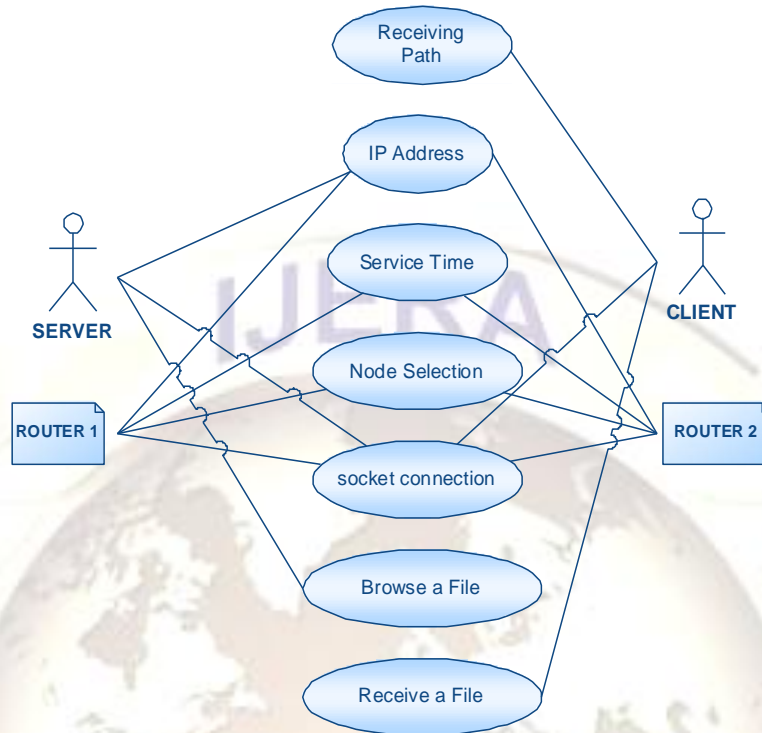 Receiving
Path
IP Address
Service Time
SERVER
CLIENT
IJERA
Node Selection
ROUTER 1
ROUTER 2
socket connection
Browse a File
Receive a File